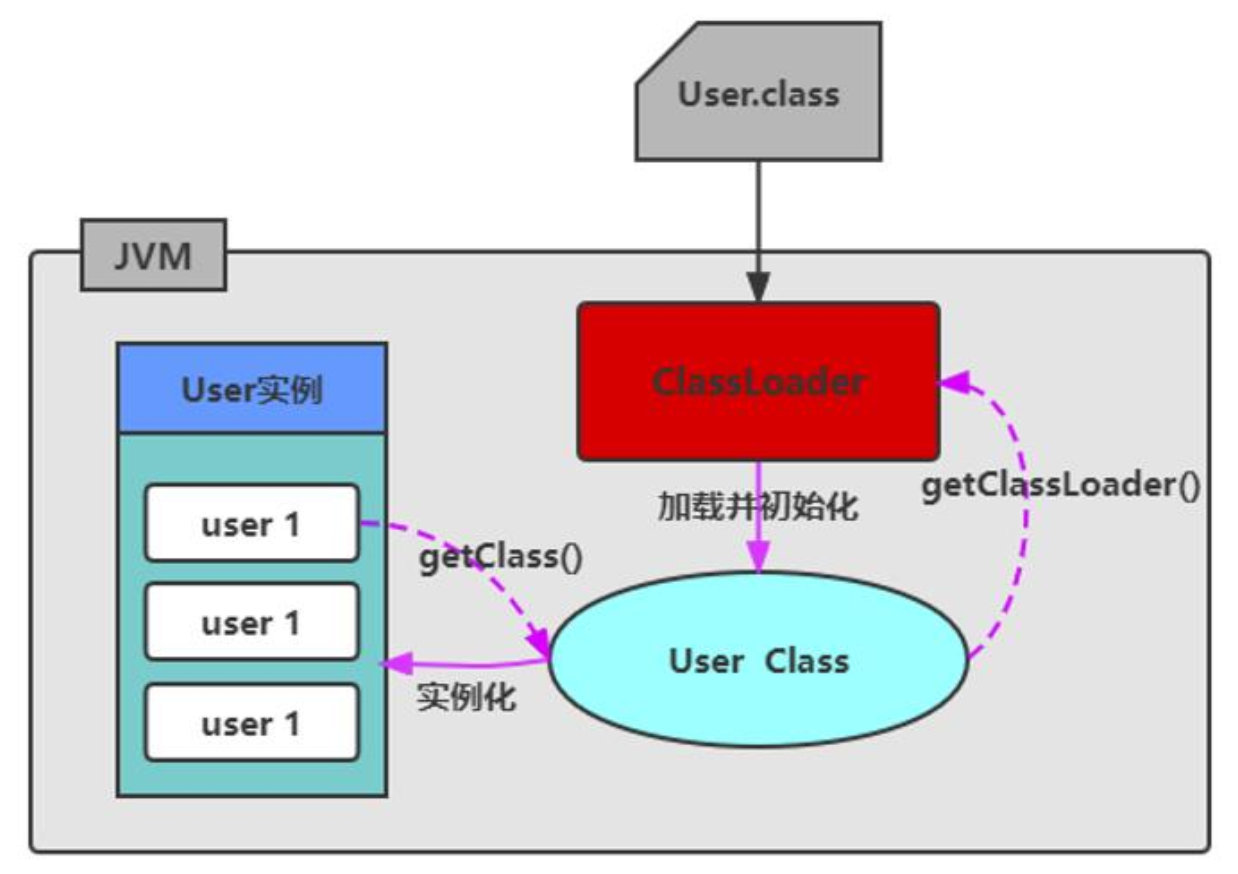 User.class
JVM
ClassLoader
User实例
getClassLoader()
加载并初始化
user 1
getClass()
user 1
User Class
实例化
user 1